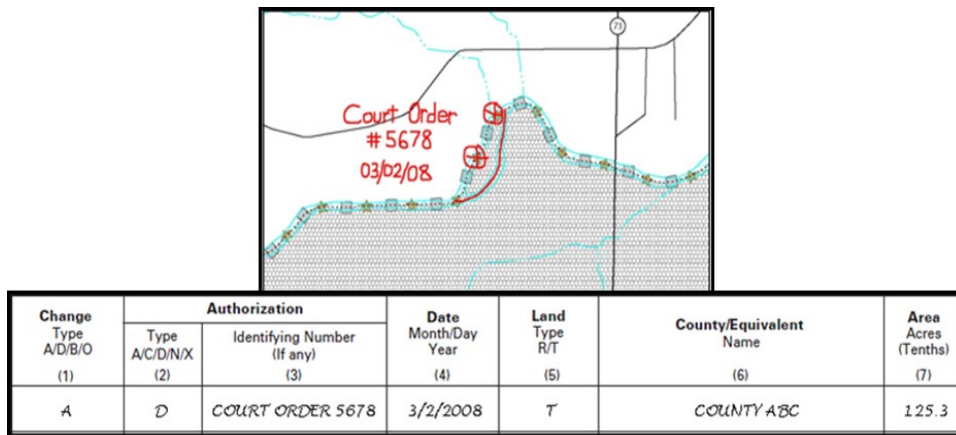 73
Court Order
#5678
03/02/08
Change
Type
A/D/B/O
(1)
Authorization
Type
A/C/D/N/X
(2)
Identifying Number
(If any)
(3)
Date
Month/Day
Year
(4)
Land
Type
R/T
(5)
County/Equivalent
Name
(6)
Area
Acres
(Tenths)
(7)
A
D
COURT ORDER 5678
3/2/2008
T
COUNTY ABC
125.3